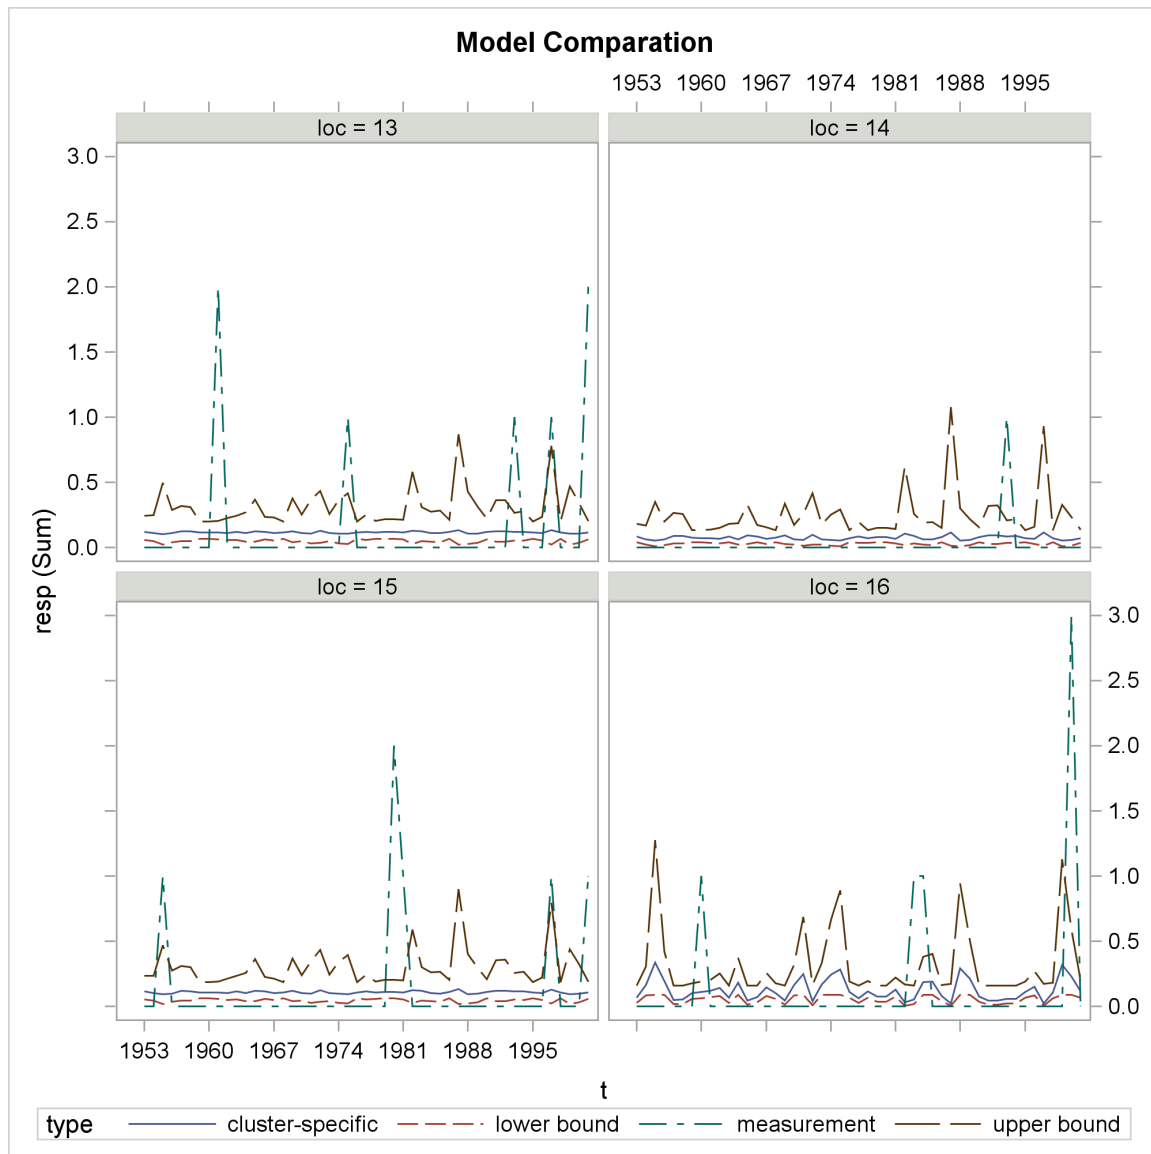 Model Comparation
1953 1960 1967 1974 1981 1988 1995
loc = 13 loc = 14
3.0
2.5
2.0
1.5
1.0
0.5
0.0
resp (Sum)
loc = 15 loc = 16
3.0
2.5
2.0
1.5
1.0
0.5
0.0
1953 1960 1967 1974 1981 1988 1995
t
type cluster-specific lower bound measurement upper bound